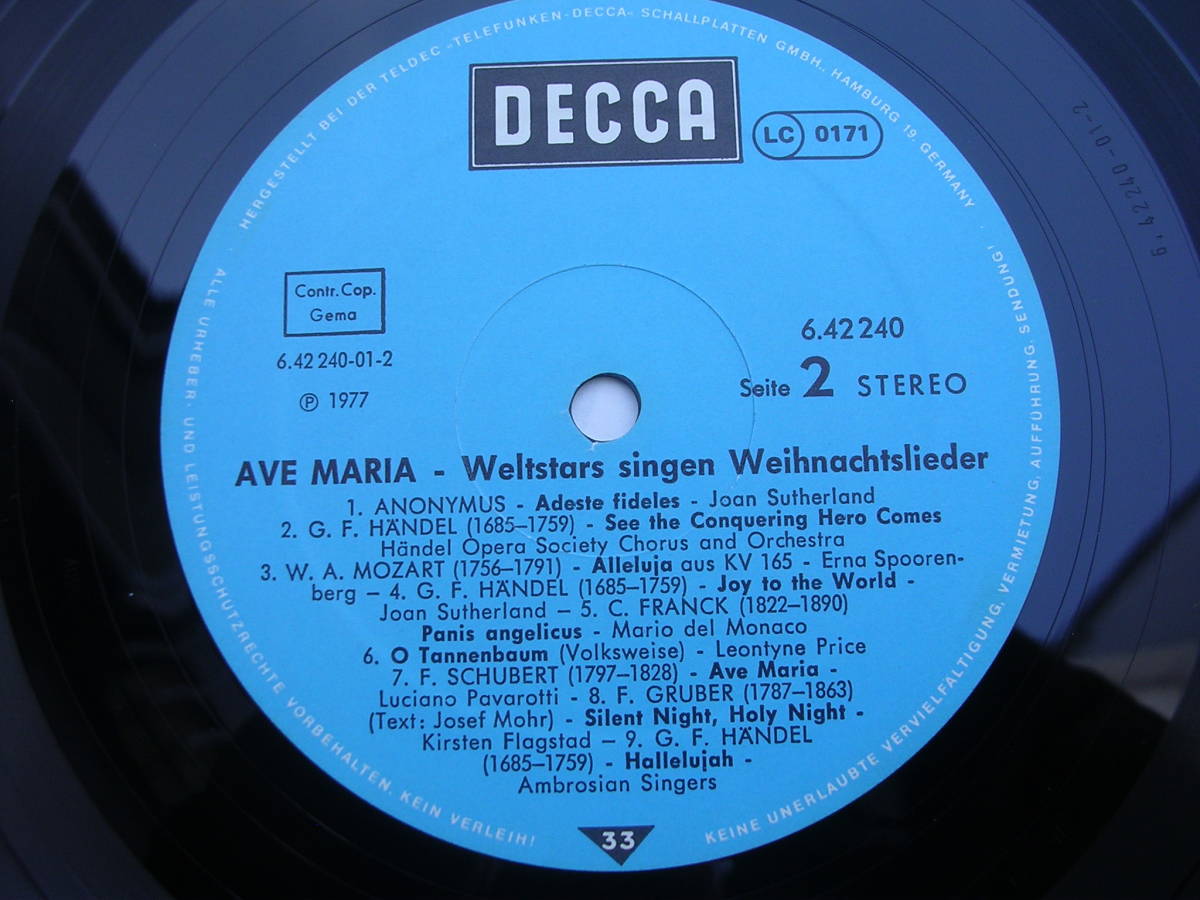 HERGESTELLT BEI DER TELDEC »TELEFUNKEN-DECCA« SCHALLPLATTEN GMBH., HAMBURG 19, GERMANY
DECCA
LC 0171
6.42240-01-2
Contr. Cop.
Gema
6.42 240-01-2
Ⓟ 1977
6.42 240
Seite 2 STEREO
AVE MARIA - Weltstars singen Weihnachtslieder
1. ANONYMUS - Adeste fideles - Joan Sutherland
2. G. F. HÄNDEL (1685–1759) - See the Conquering Hero Comes
Händel Opera Society Chorus and Orchestra
3. W. A. MOZART (1756–1791) - Alleluja aus KV 165 - Erna Spooren-
berg – 4. G. F. HÄNDEL (1685–1759) - Joy to the World -
Joan Sutherland – 5. C. FRANCK (1822–1890)
Panis angelicus - Mario del Monaco
6. O Tannenbaum (Volksweise) - Leontyne Price
7. F. SCHUBERT (1797–1828) - Ave Maria -
Luciano Pavarotti - 8. F. GRUBER (1787–1863)
(Text: Josef Mohr) - Silent Night, Holy Night -
Kirsten Flagstad – 9. G. F. HÄNDEL
(1685–1759) - Hallelujah -
Ambrosian Singers
33
ALLE URHEBER- UND LEISTUNGSSCHUTZRECHTE VORBEHALTEN, KEIN VERLEIH!
KEINE UNERLAUBTE VERVIELFÄLTIGUNG, VERMIETUNG, AUFFÜHRUNG, SENDUNG!